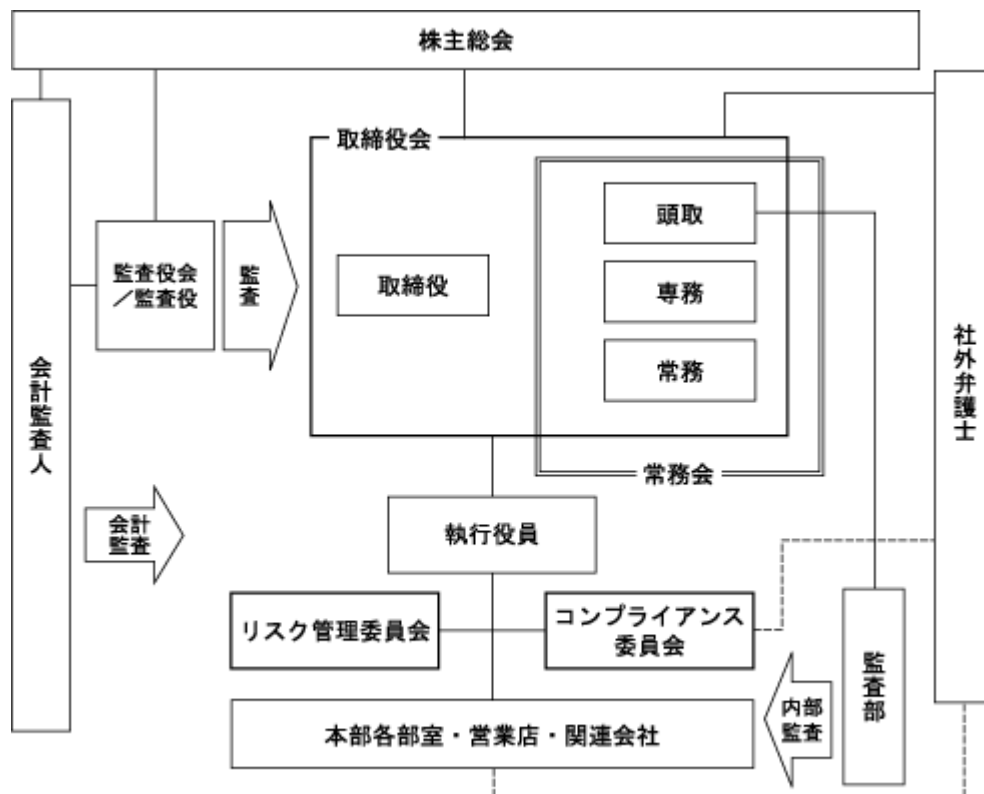 株主総会
取締役会
頭取
監査役会
／監査役
監査
取締役
専務
常務
会計監査人
社外弁護士
常務会
会計
監査
執行役員
リスク管理委員会
コンプライアンス
委員会
監査部
内部
監査
本部各部室・営業店・関連会社